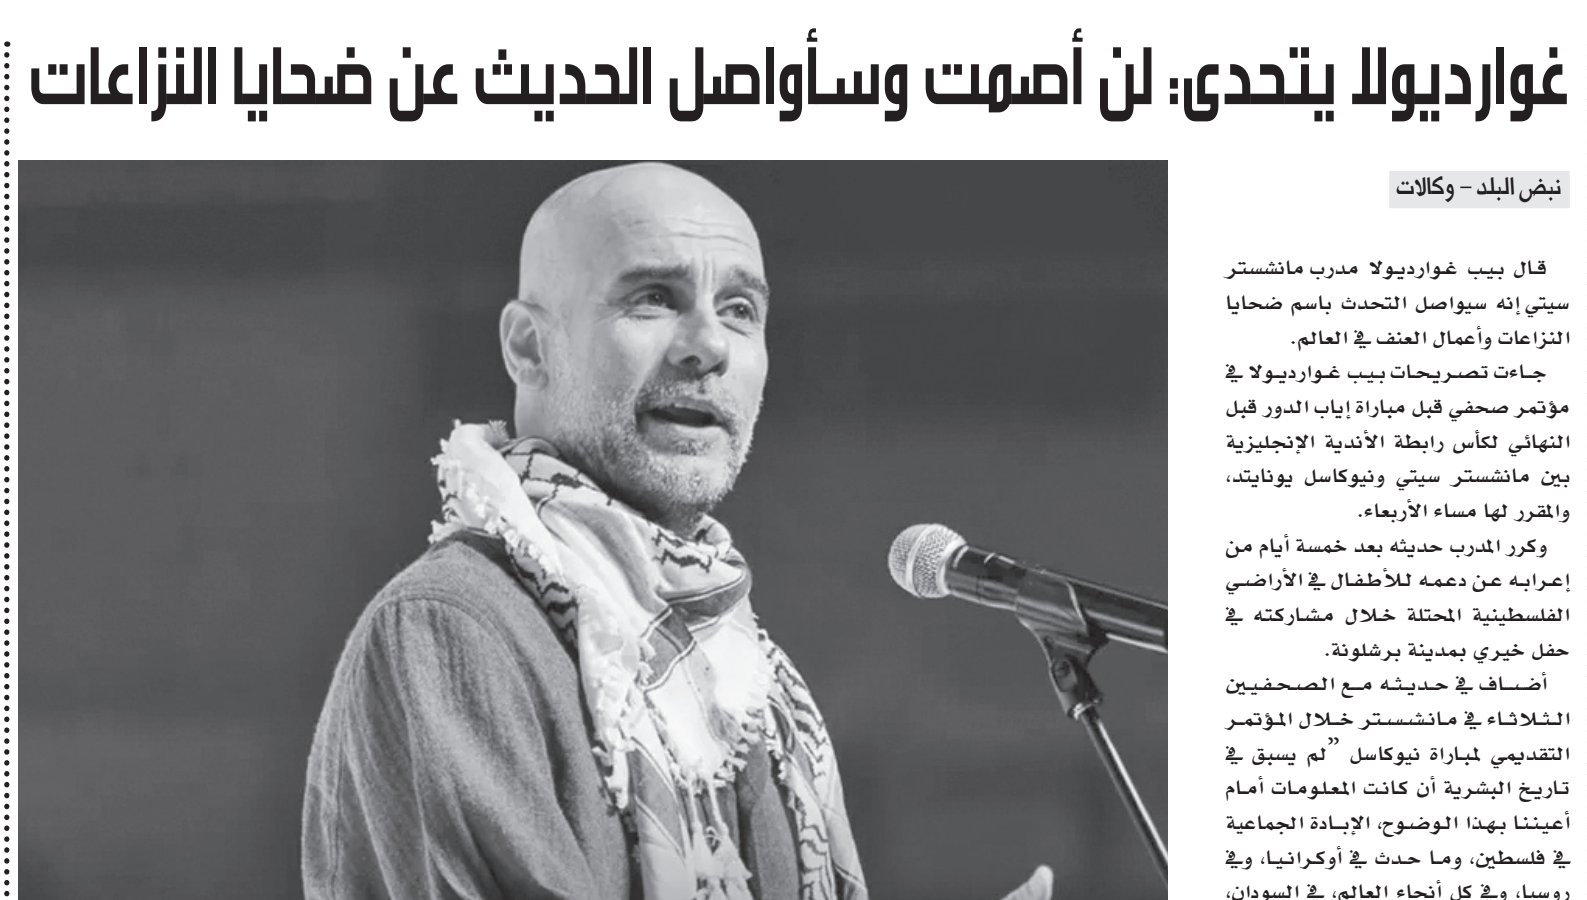 غوارديولا يتحدى: لن أصمت وسأواصل الحديث عن ضحايا النزاعات
نبض البلد – وكالات
قال بيب غوارديولا مدرب مانشستر
سيتي إنه سيواصل التحدث باسم ضحايا
النزاعات وأعمال العنف في العالم.
جاءت تصريحات بيب غوارديولا في
مؤتمر صحفي قبل مباراة إياب الدور قبل
النهائي لكأس رابطة الأندية الإنجليزية
بين مانشستر سيتي ونيوكاسل يونايتد،
والمقرر لها مساء الأربعاء.
وكرر المدرب حديثه بعد خمسة أيام من
إعرابه عن دعمه للأطفال في الأراضي
الفلسطينية المحتلة خلال مشاركته في
حفل خيري بمدينة برشلونة.
أضاف في حديثه مع الصحفيين
الثلاثاء في مانشستر خلال المؤتمر
التقديمي لمباراة نيوكاسل ”لم يسبق في
تاريخ البشرية أن كانت المعلومات أمام
أعيننا بهذا الوضوح، الإبادة الجماعية
في فلسطين، وما حدث في أوكرانيا، وفي
روسيا، وفي كل أنحاء العالم، في السودان،